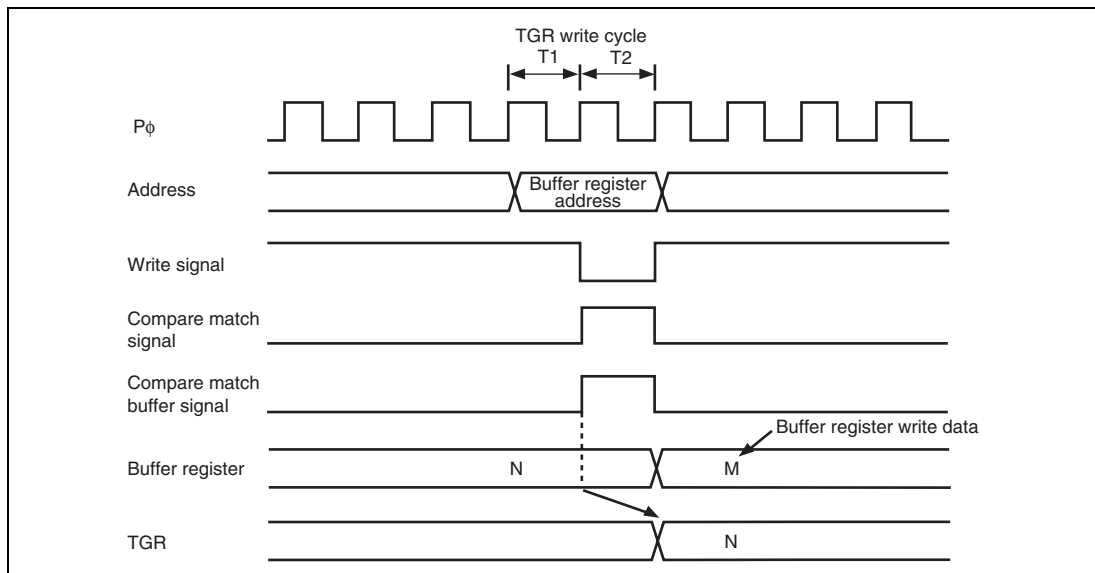 TGR write cycle
T1
T2
Pϕ
Address
Buffer register
address
Write signal
Compare match
signal
Compare match
buffer signal
Buffer register write data
Buffer register
N
M
TGR
N